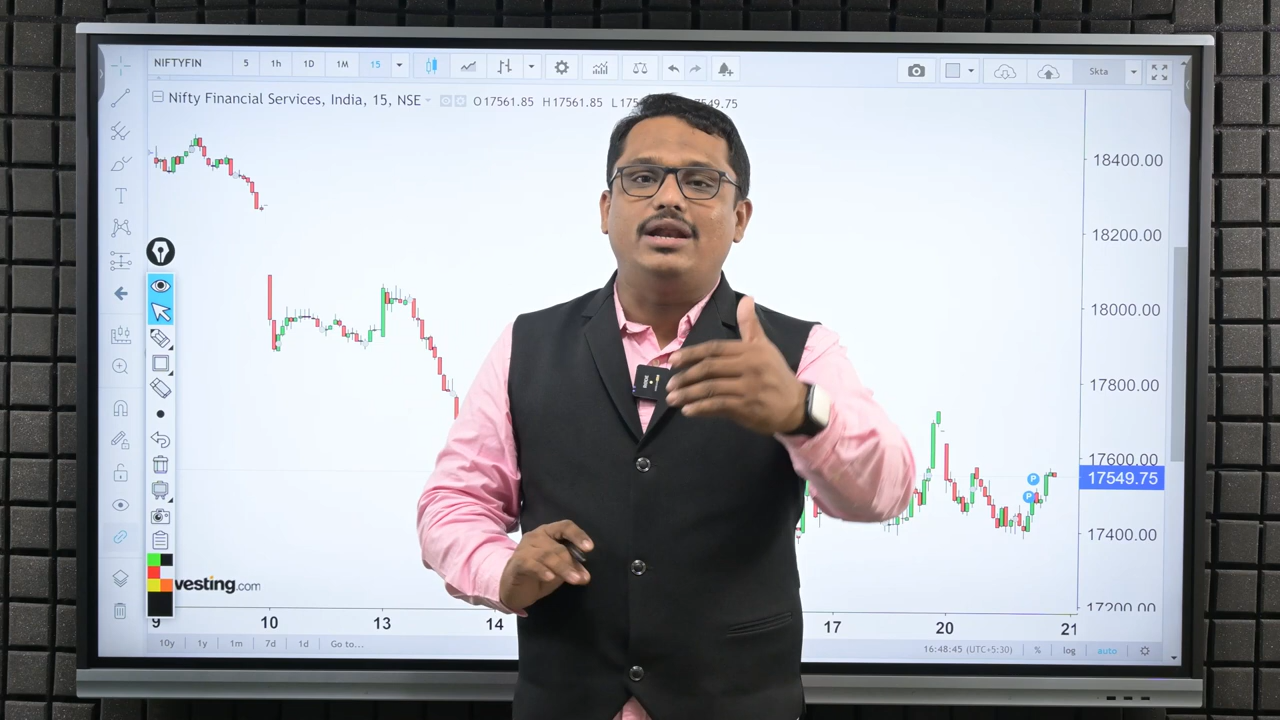 NIFTYFIN 5 1h 1D 1M 15 Skta
Nifty Financial Services, India, 15, NSE O17561.85 H17561.85
18400.00
18200.00
18000.00
17800.00
17600.00
17549.75
17400.00
17200.00
P
P
vesting.com
9 10 13 14 17 20 21
10y 1y 1m 7d 1d Go to... 16:48:45 (UTC+5:30) % log auto